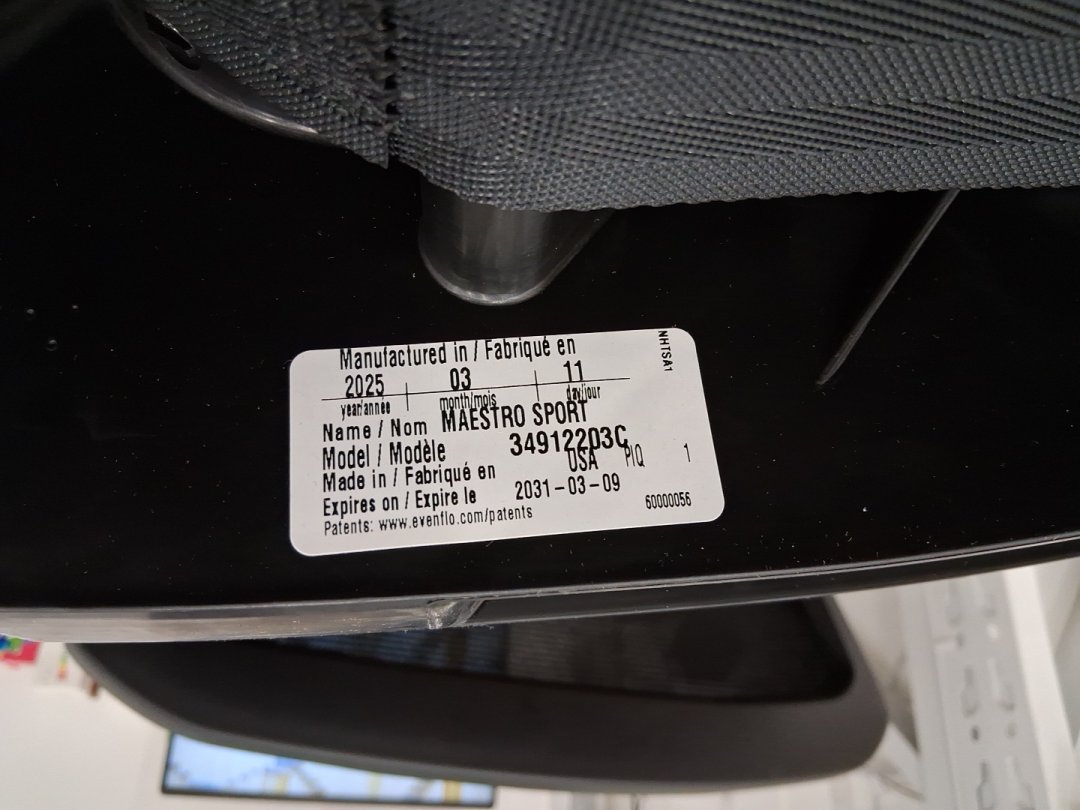 Manufactured in / Fabriqué en
2025 03 11
year/année month/mois day/jour
Name / Nom MAESTRO SPORT
Model / Modèle 34912203C
Made in / Fabriqué en USA PIQ 1
Expires on / Expire le 2031-03-09
Patents: www.evenflo.com/patents 60000056
NHTSA1